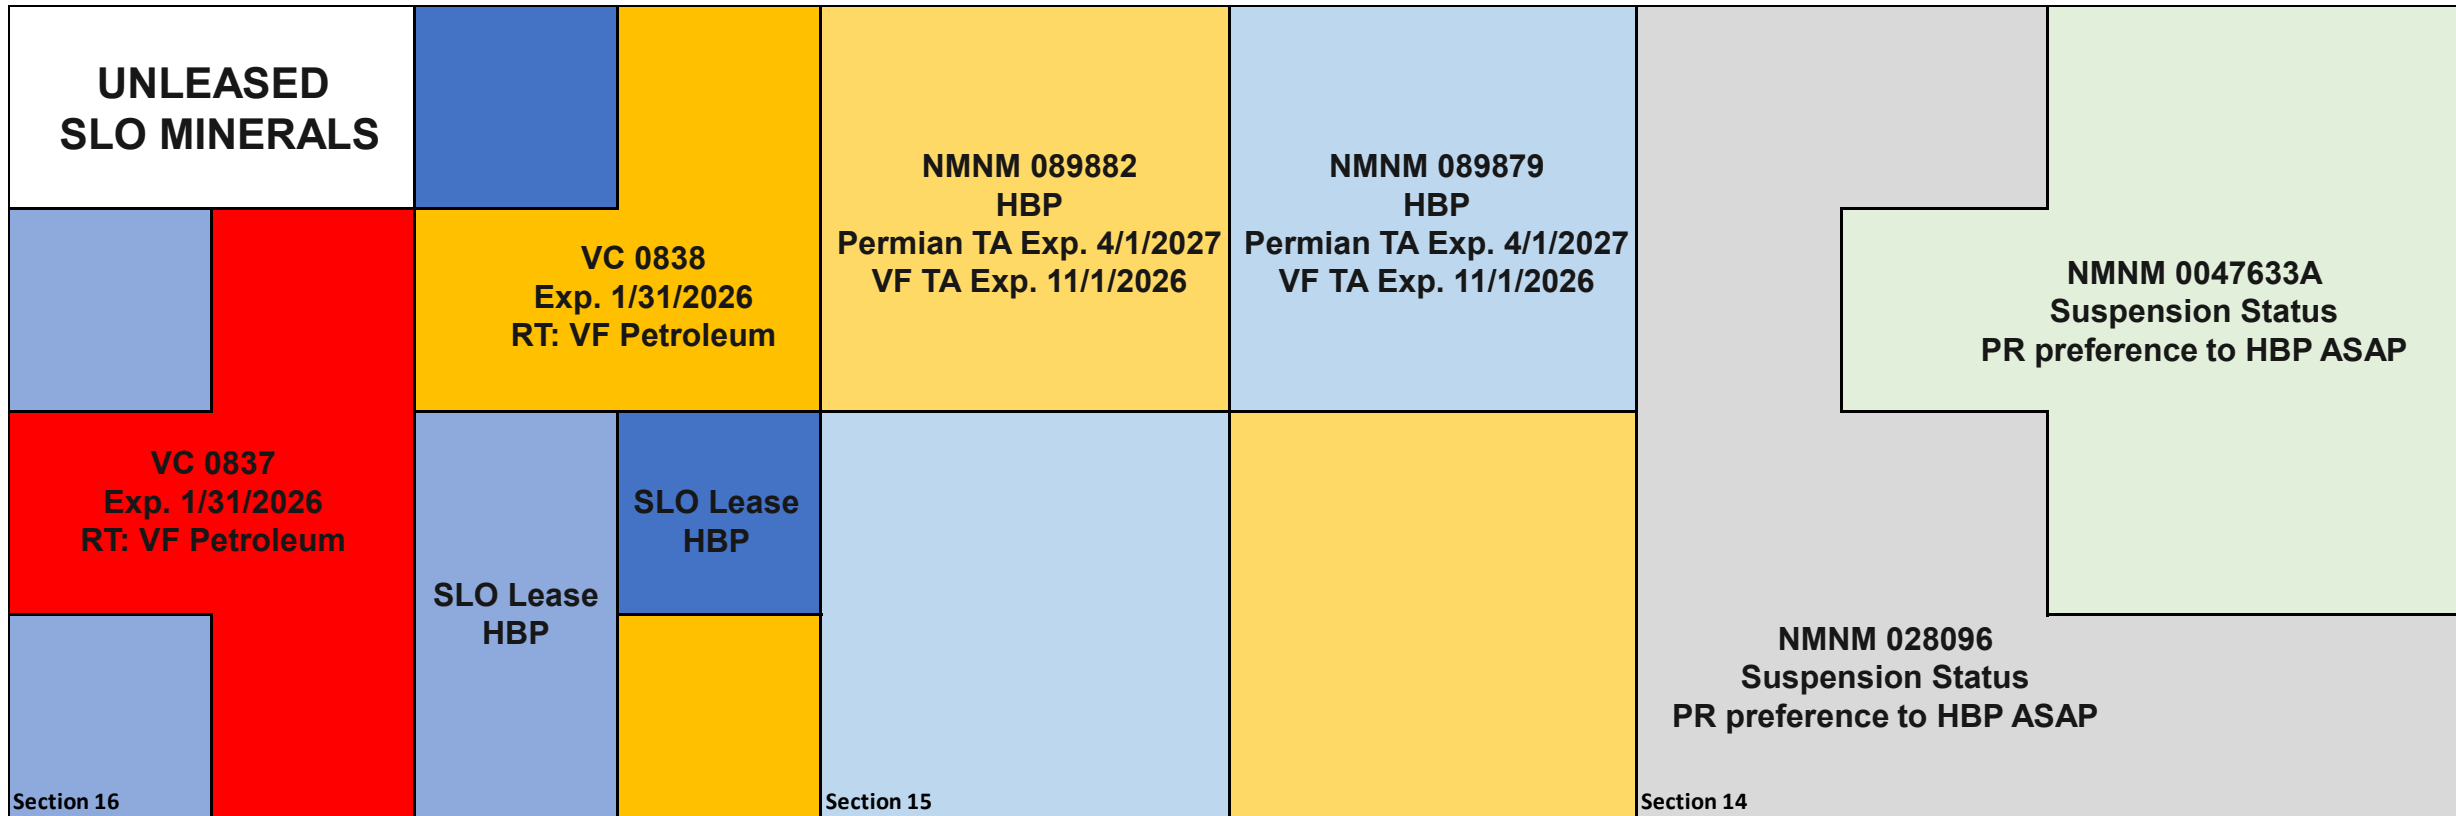 UNLEASED
SLO MINERALS
VC 0837
Exp. 1/31/2026
RT: VF Petroleum
Section 16
VC 0838
Exp. 1/31/2026
RT: VF Petroleum
SLO Lease
HBP
SLO Lease
HBP
NMNM 089882
HBP
Permian TA Exp. 4/1/2027
VF TA Exp. 11/1/2026
Section 15
NMNM 089879
HBP
Permian TA Exp. 4/1/2027
VF TA Exp. 11/1/2026
NMNM 0047633A
Suspension Status
PR preference to HBP ASAP
NMNM 028096
Suspension Status
PR preference to HBP ASAP
Section 14